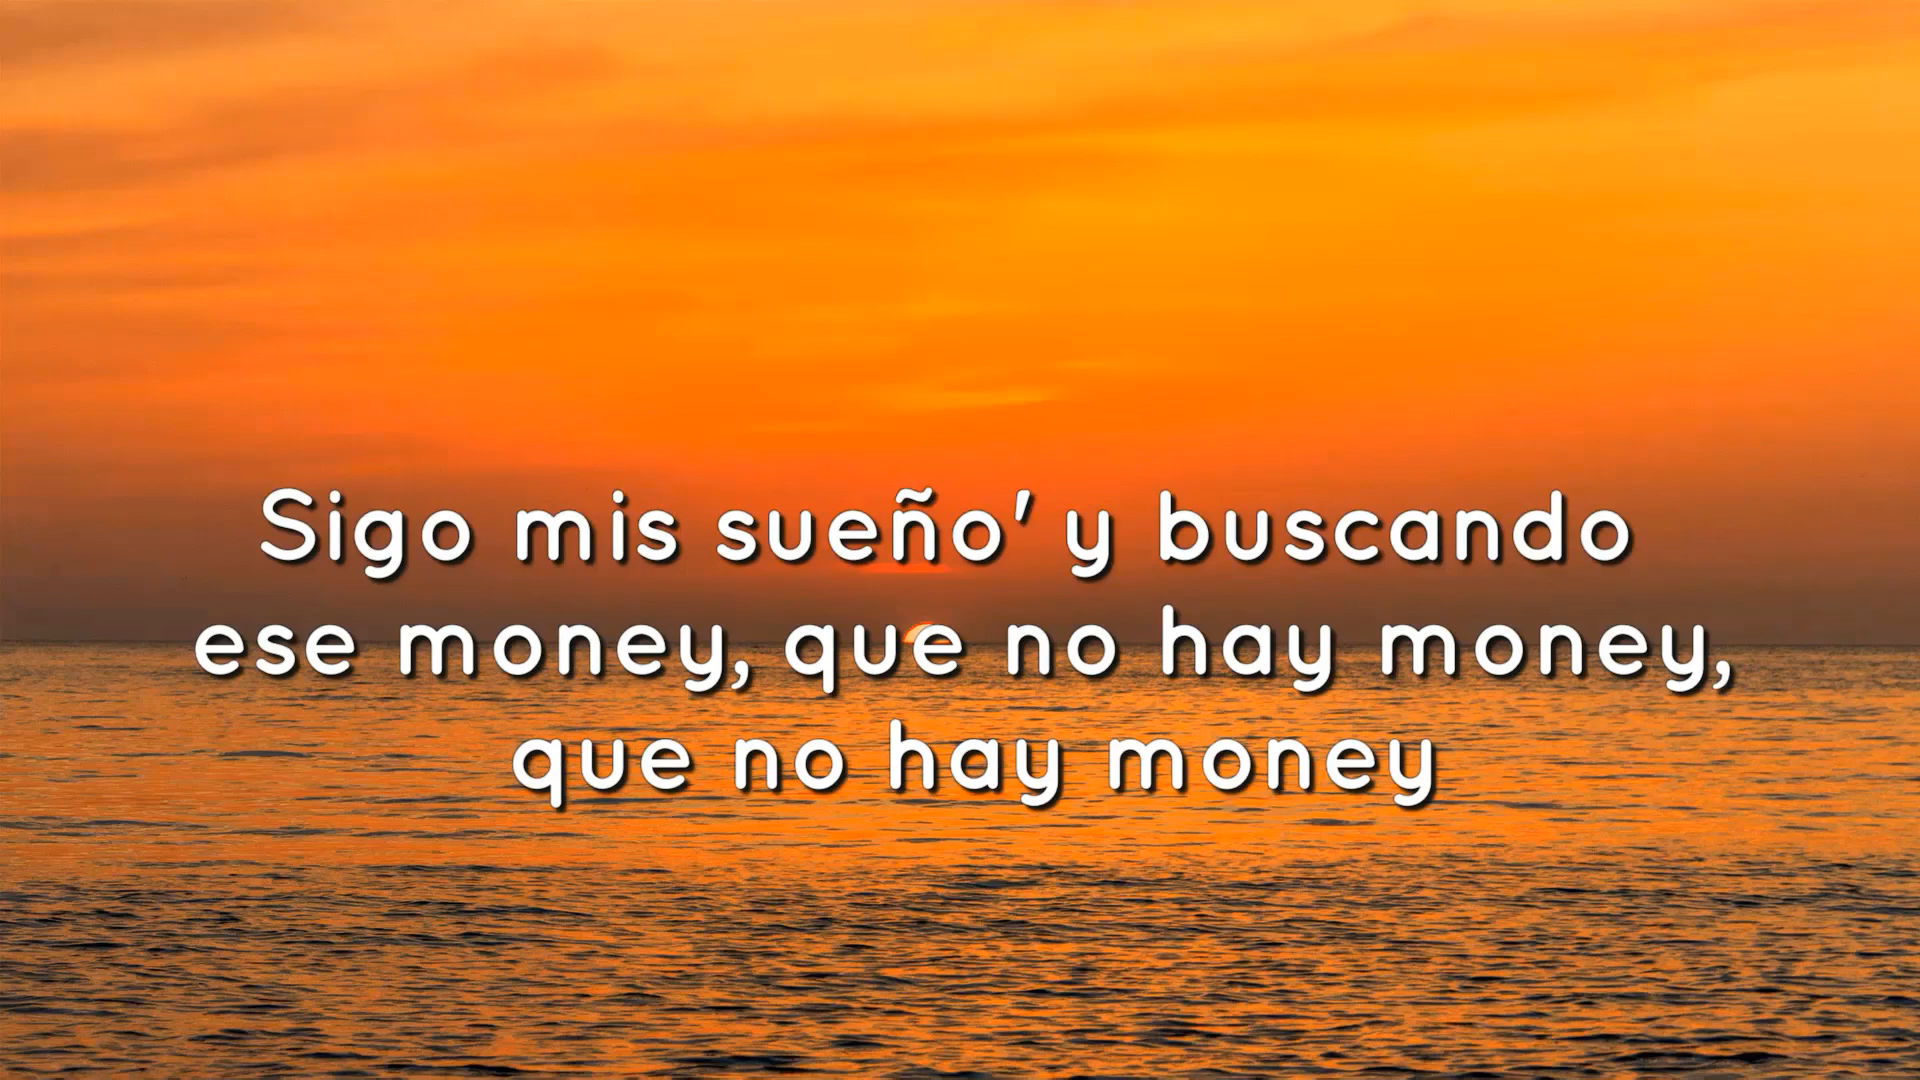 Sigo mis sueño' y buscando
ese money, que no hay money,
que no hay money